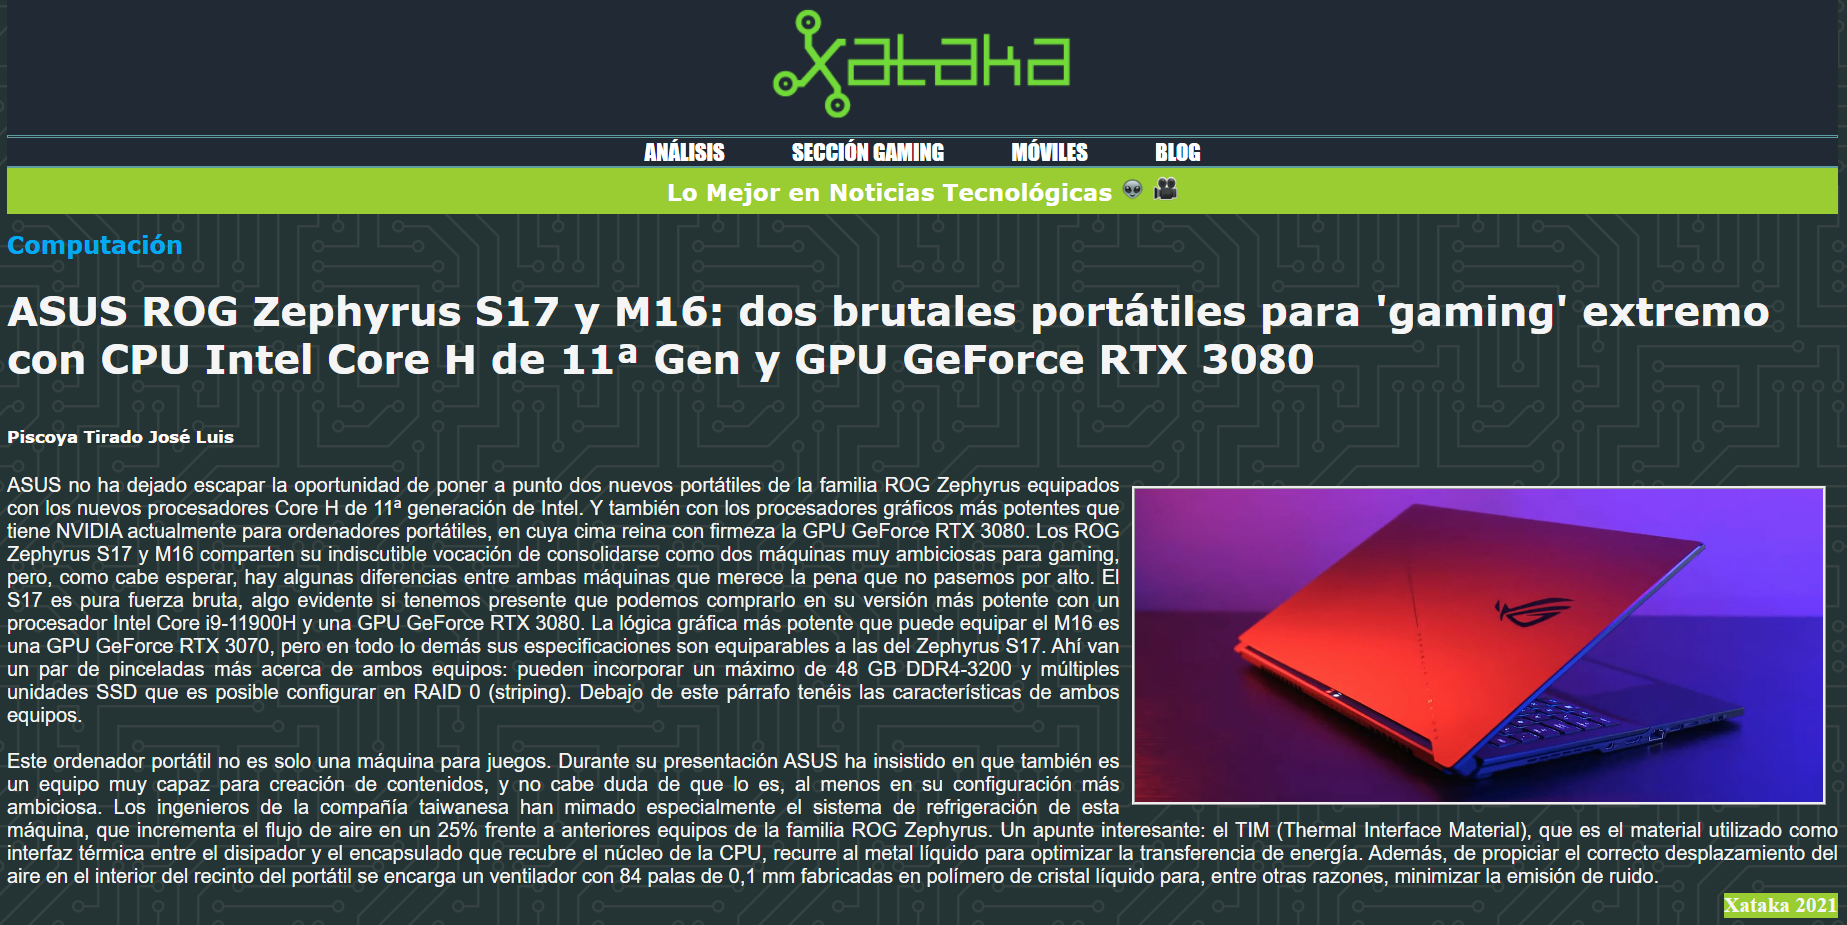 xataka
ANÁLISIS SECCIÓN GAMING MÓVILES BLOG
Lo Mejor en Noticias Tecnológicas 👽 🎥
Computación
ASUS ROG Zephyrus S17 y M16: dos brutales portátiles para 'gaming' extremo
con CPU Intel Core H de 11ª Gen y GPU GeForce RTX 3080
Piscoya Tirado José Luis
ASUS no ha dejado escapar la oportunidad de poner a punto dos nuevos portátiles de la familia ROG Zephyrus equipados
con los nuevos procesadores Core H de 11ª generación de Intel. Y también con los procesadores gráficos más potentes que
tiene NVIDIA actualmente para ordenadores portátiles, en cuya cima reina con firmeza la GPU GeForce RTX 3080. Los ROG
Zephyrus S17 y M16 comparten su indiscutible vocación de consolidarse como dos máquinas muy ambiciosas para gaming,
pero, como cabe esperar, hay algunas diferencias entre ambas máquinas que merece la pena que no pasemos por alto. El
S17 es pura fuerza bruta, algo evidente si tenemos presente que podemos comprarlo en su versión más potente con un
procesador Intel Core i9-11900H y una GPU GeForce RTX 3080. La lógica gráfica más potente que puede equipar el M16 es
una GPU GeForce RTX 3070, pero en todo lo demás sus especificaciones son equiparables a las del Zephyrus S17. Ahí van
un par de pinceladas más acerca de ambos equipos: pueden incorporar un máximo de 48 GB DDR4-3200 y múltiples
unidades SSD que es posible configurar en RAID 0 (striping). Debajo de este párrafo tenéis las características de ambos
equipos.
Este ordenador portátil no es solo una máquina para juegos. Durante su presentación ASUS ha insistido en que también es
un equipo muy capaz para creación de contenidos, y no cabe duda de que lo es, al menos en su configuración más
ambiciosa. Los ingenieros de la compañía taiwanesa han mimado especialmente el sistema de refrigeración de esta
máquina, que incrementa el flujo de aire en un 25% frente a anteriores equipos de la familia ROG Zephyrus. Un apunte interesante: el TIM (Thermal Interface Material), que es el material utilizado como
interfaz térmica entre el disipador y el encapsulado que recubre el núcleo de la CPU, recurre al metal líquido para optimizar la transferencia de energía. Además, de propiciar el correcto desplazamiento del
aire en el interior del recinto del portátil se encarga un ventilador con 84 palas de 0,1 mm fabricadas en polímero de cristal líquido para, entre otras razones, minimizar la emisión de ruido.
Xataka 2021